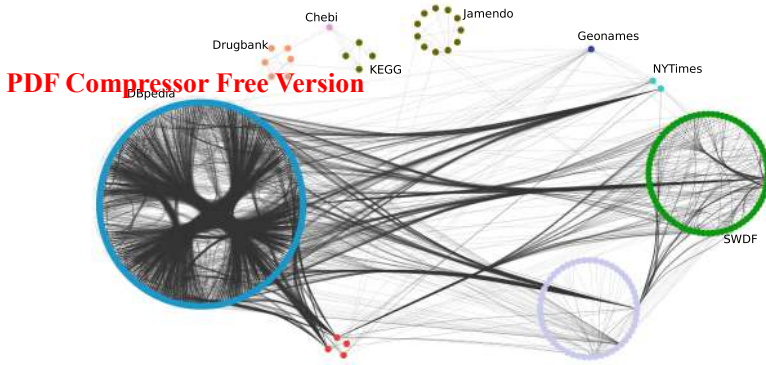 Chebi
Jamendo
Drugbank
KEGG
Geonames
NYTimes
PDF Compressor Free Version
DBpedia
SWDF